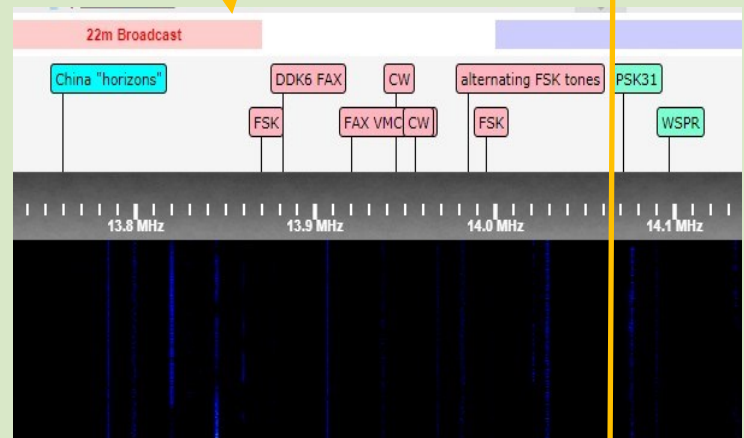 22m Broadcast
China "horizons" DDK6 FAX CW alternating FSK tones PSK31
FSK FAX VMC CW FSK WSPR
13.8 MHz 13.9 MHz 14.0 MHz 14.1 MHz